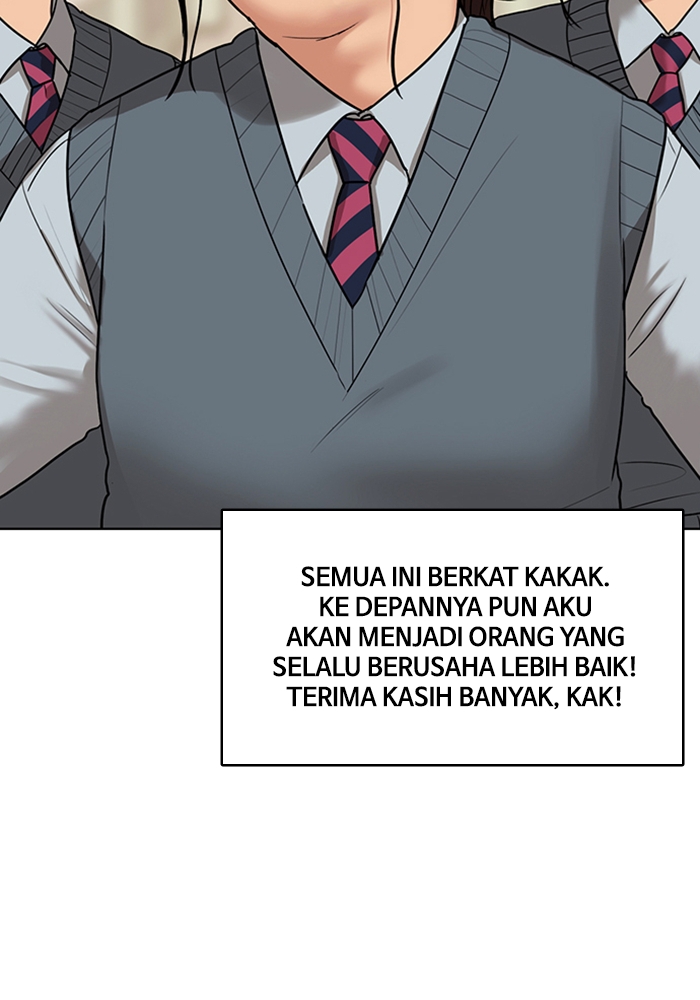 SEMUA INI BERKAT KAKAK.
KE DEPANNYA PUN AKU
AKAN MENJADI ORANG YANG
SELALU BERUSAHA LEBIH BAIK!
TERIMA KASIH BANYAK, KAK!